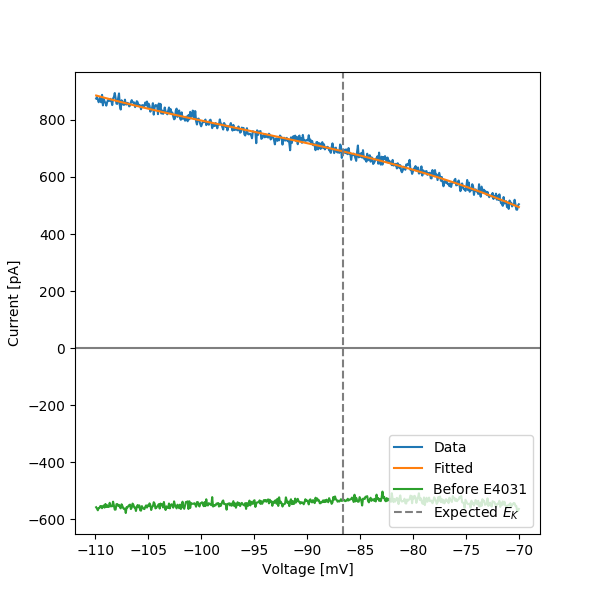 800
600
400
200
0
−200
−400
−600
Current [pA]
Data
Fitted
Before E4031
Expected E_K
−110
−105
−100
−95
−90
−85
−80
−75
−70
Voltage [mV]